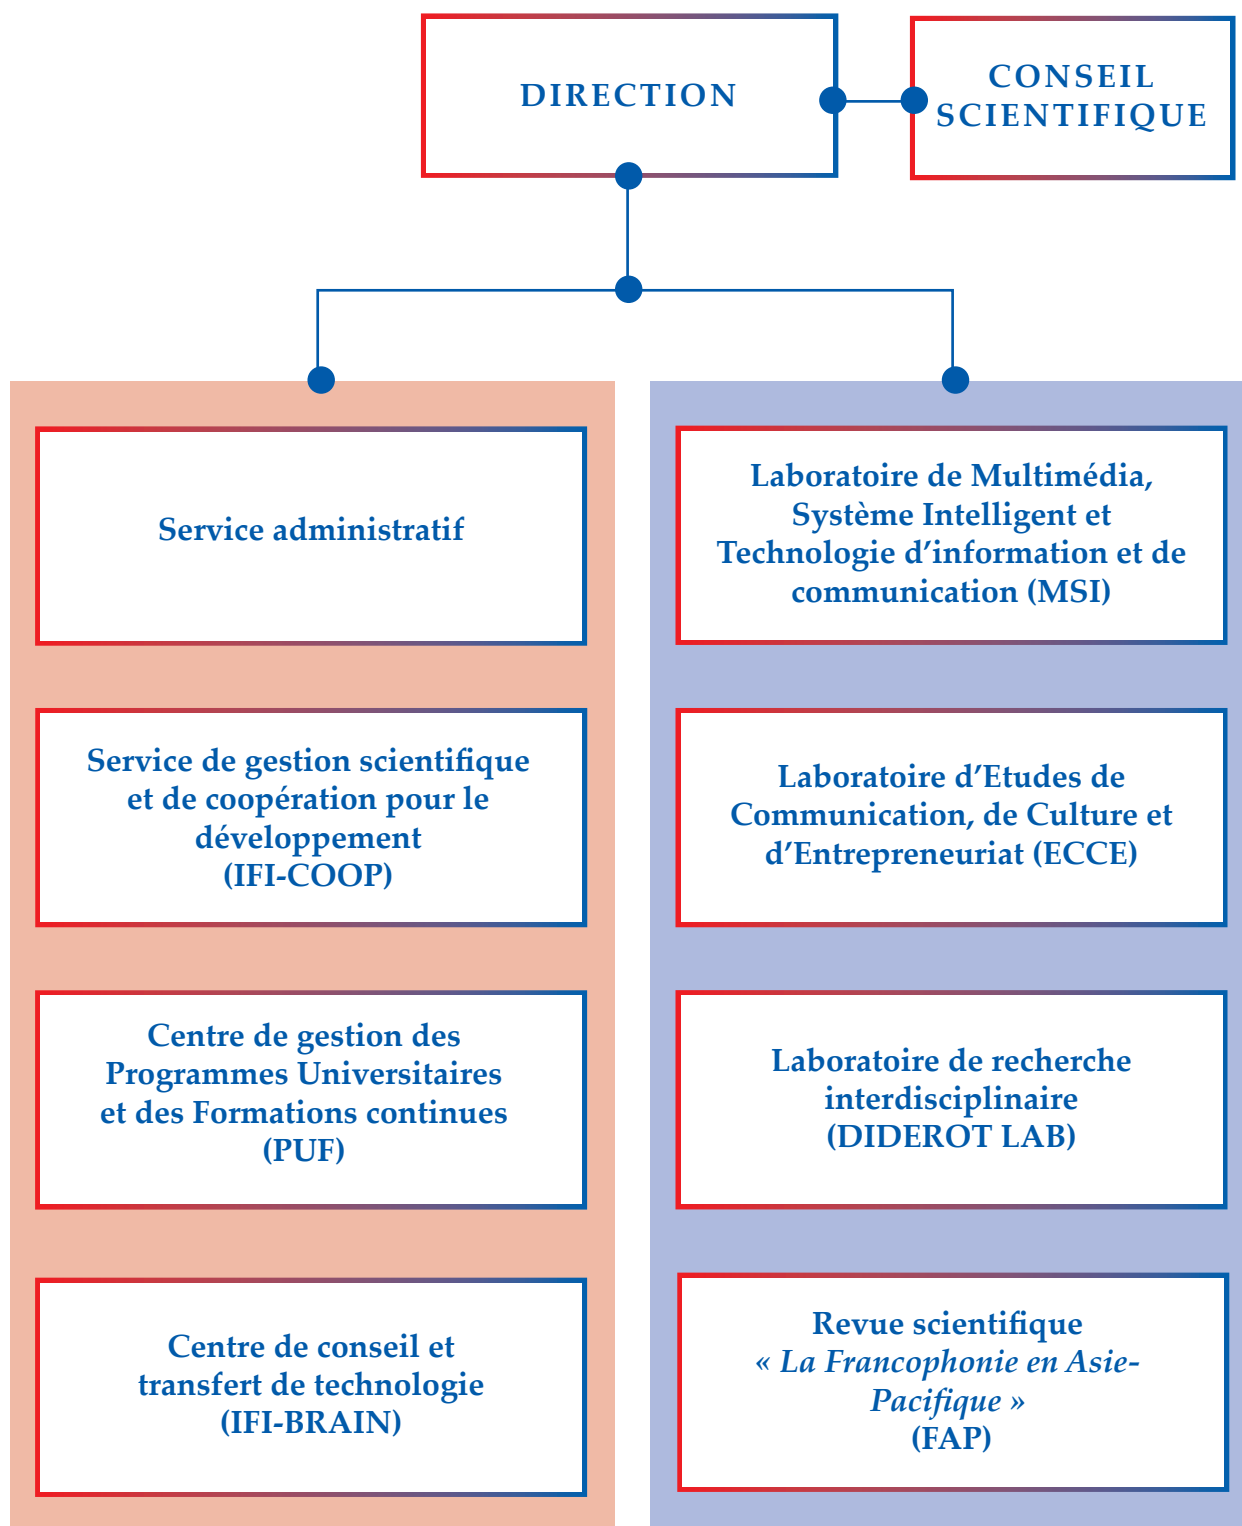 DIRECTION
CONSEIL
SCIENTIFIQUE
Service administratif
Service de gestion scientifique
et de coopération pour le
développement
(IFI-COOP)
Centre de gestion des
Programmes Universitaires
et des Formations continues
(PUF)
Centre de conseil et
transfert de technologie
(IFI-BRAIN)
Laboratoire de Multimédia,
Système Intelligent et
Technologie d’information et de
communication (MSI)
Laboratoire d’Etudes de
Communication, de Culture et
d’Entrepreneuriat (ECCE)
Laboratoire de recherche
interdisciplinaire
(DIDEROT LAB)
Revue scientifique
« La Francophonie en Asie-
Pacifique »
(FAP)